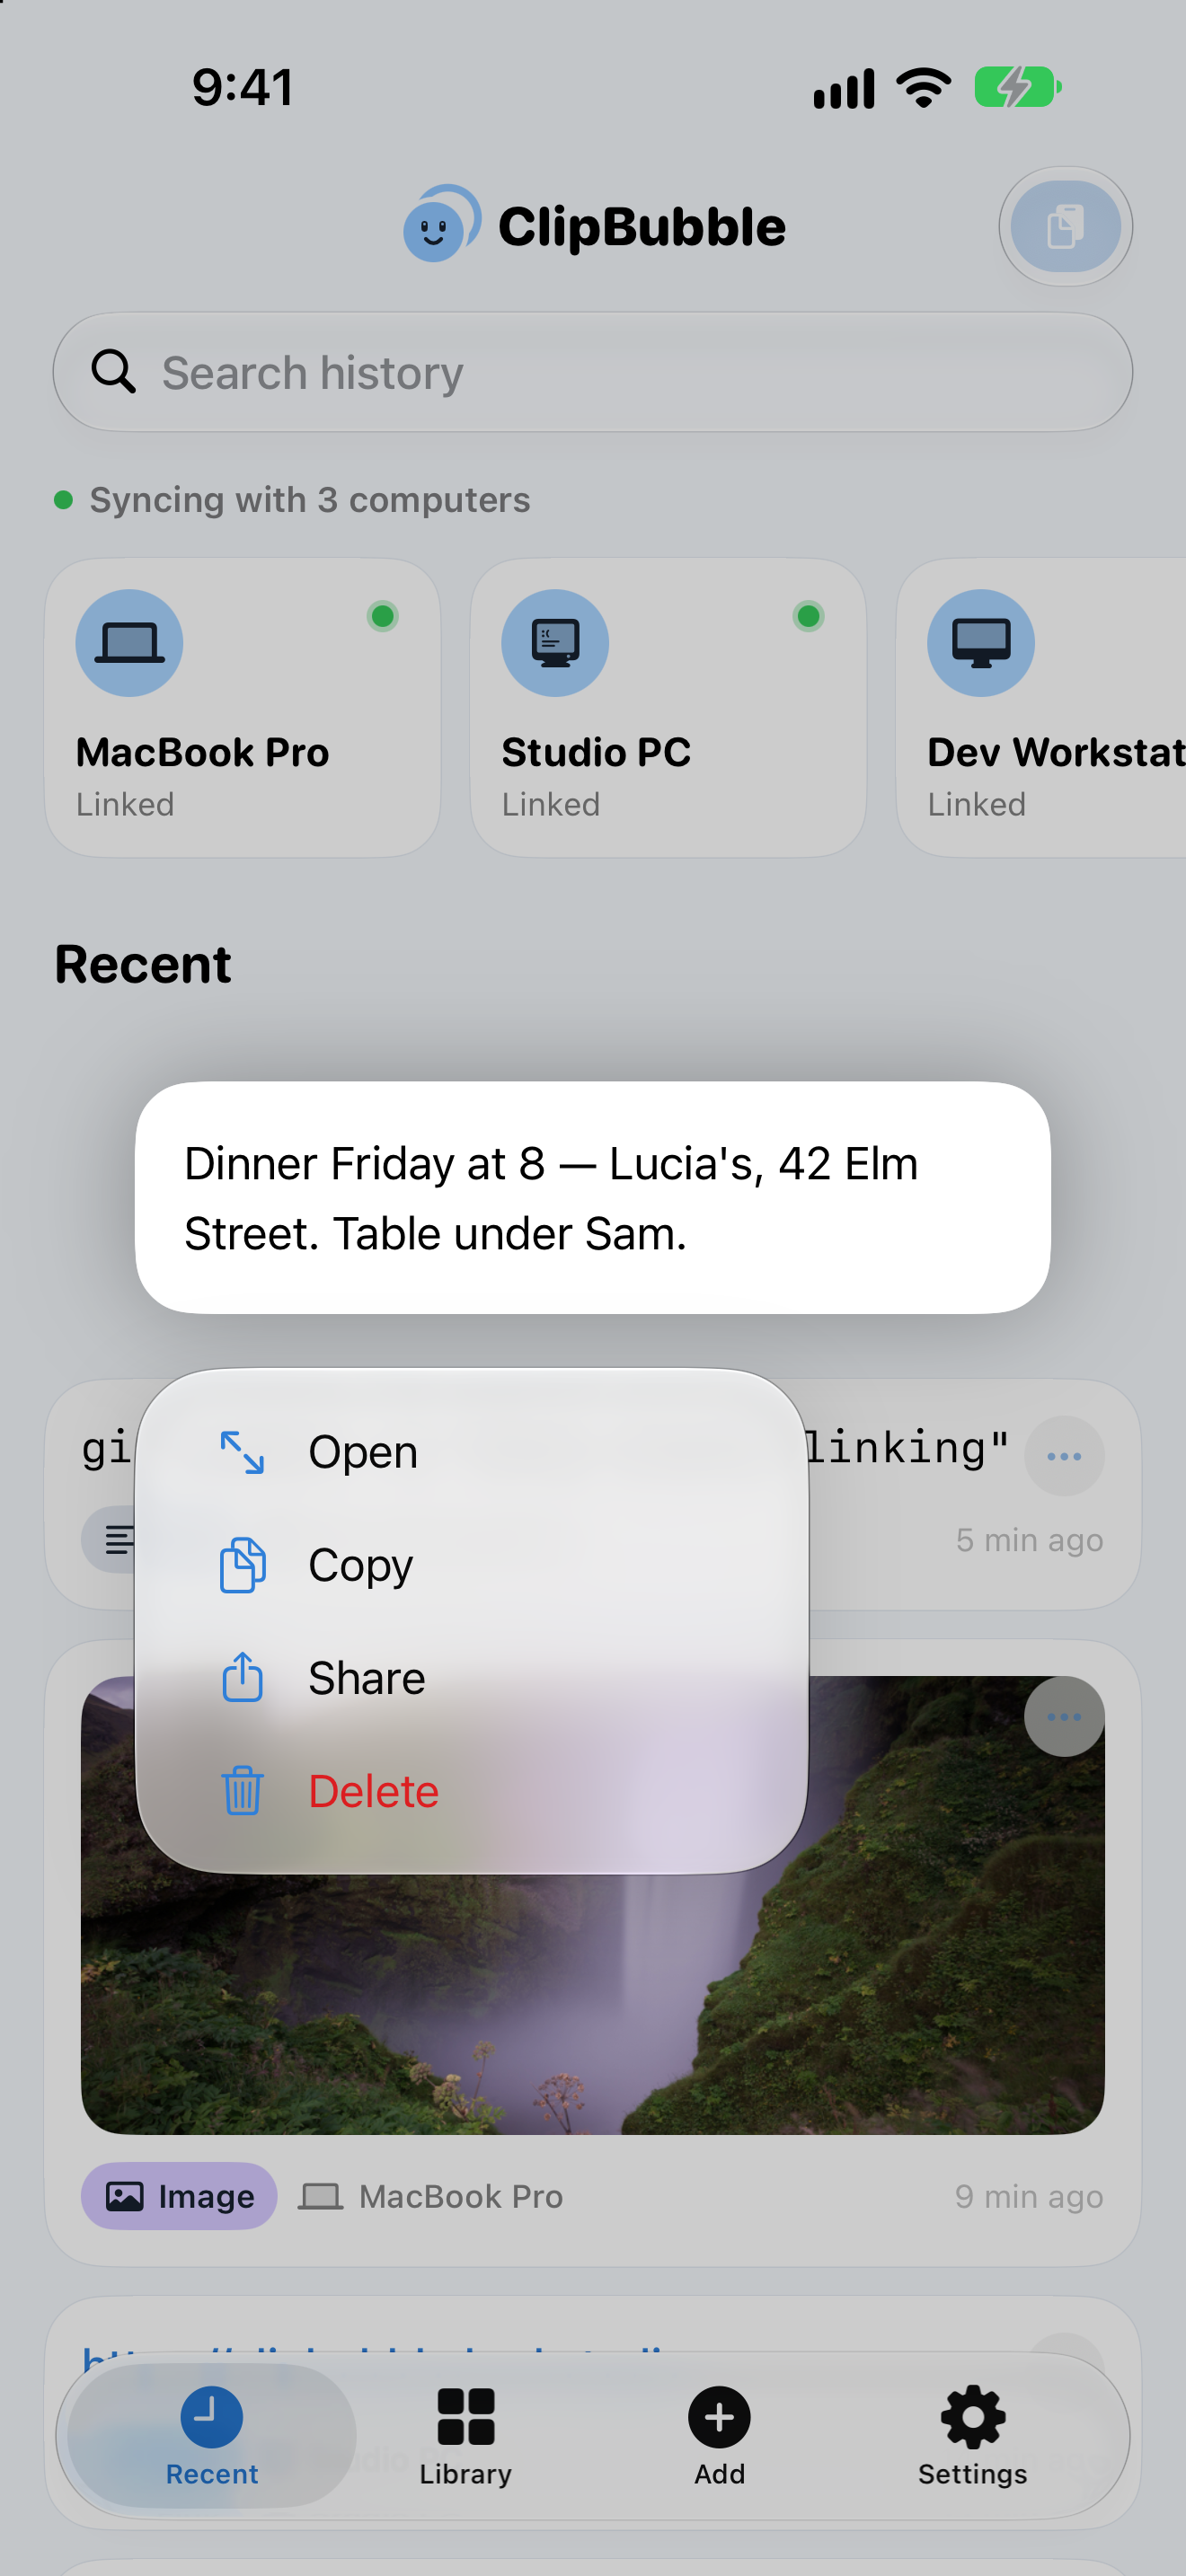 9:41
ClipBubble
Search history
Syncing with 3 computers
MacBook Pro
Linked
Studio PC
Linked
Dev Workstat
Linked
Recent
Dinner Friday at 8 — Lucia's, 42 Elm
Street. Table under Sam.
gi
linking"
5 min ago
Open
Copy
Share
Delete
Image
MacBook Pro
9 min ago
Recent
Library
Add
Settings